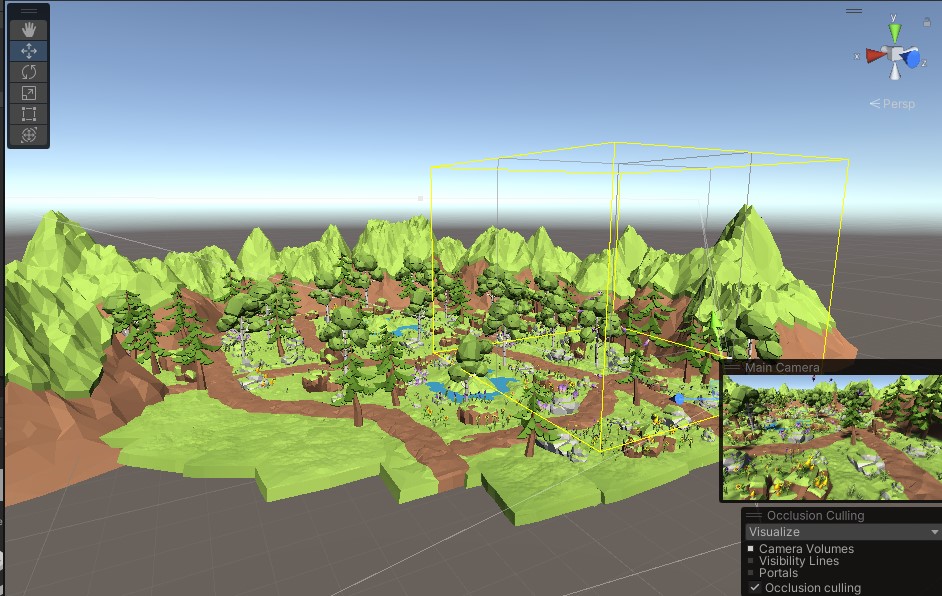 y
x
z
Persp
Main Camera
Occlusion Culling
Visualize
Camera Volumes
Visibility Lines
Portals
Occlusion culling